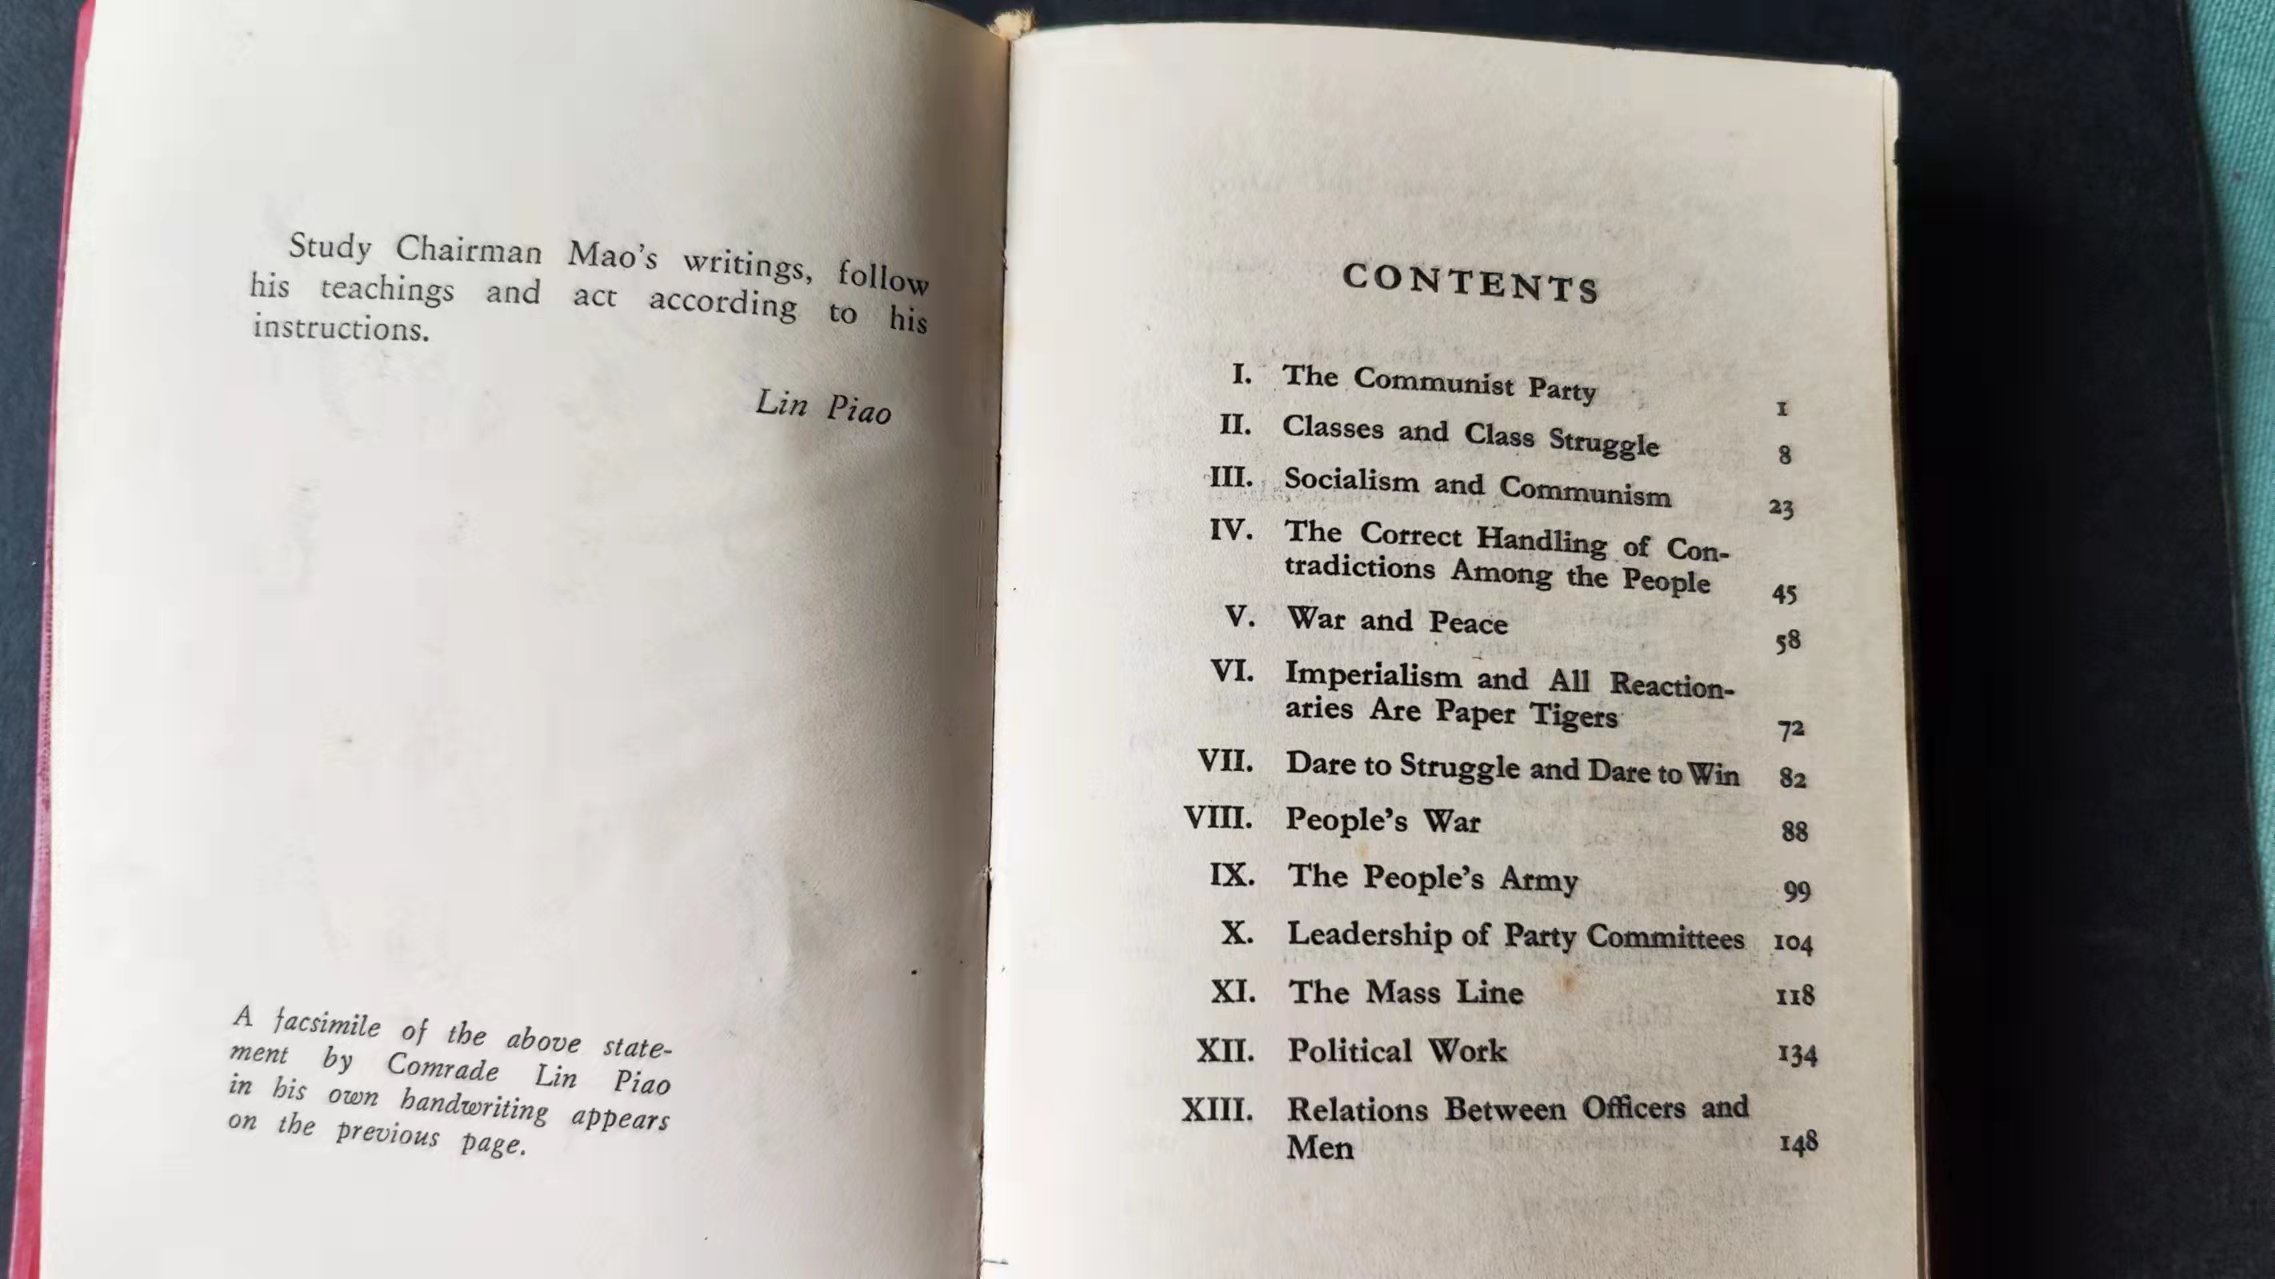 Study Chairman Mao's writings, follow
his teachings and act according to his
instructions.
Lin Piao
A facsimile of the above state-
ment by Comrade Lin Piao
in his own handwriting appears
on the previous page.
CONTENTS
I. The Communist Party 1
II. Classes and Class Struggle 8
III. Socialism and Communism 23
IV. The Correct Handling of Con-
tradictions Among the People 45
V. War and Peace 58
VI. Imperialism and All Reaction-
aries Are Paper Tigers 72
VII. Dare to Struggle and Dare to Win 82
VIII. People's War 88
IX. The People's Army 99
X. Leadership of Party Committees 104
XI. The Mass Line 118
XII. Political Work 134
XIII. Relations Between Officers and
Men 148